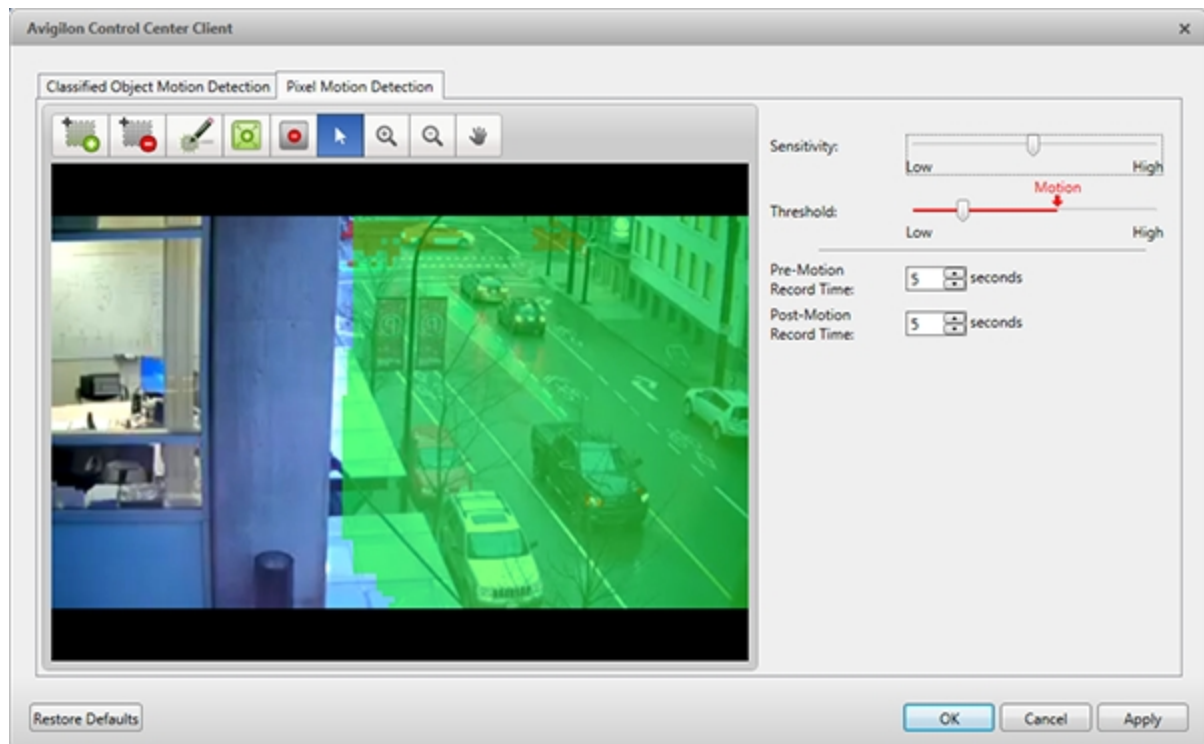 Avigilon Control Center Client
Classified Object Motion Detection
Pixel Motion Detection
Sensitivity:
Low
High
Motion
Threshold:
Low
High
Pre-Motion
Record Time:
5
seconds
Post-Motion
Record Time:
5
seconds
Restore Defaults
OK
Cancel
Apply